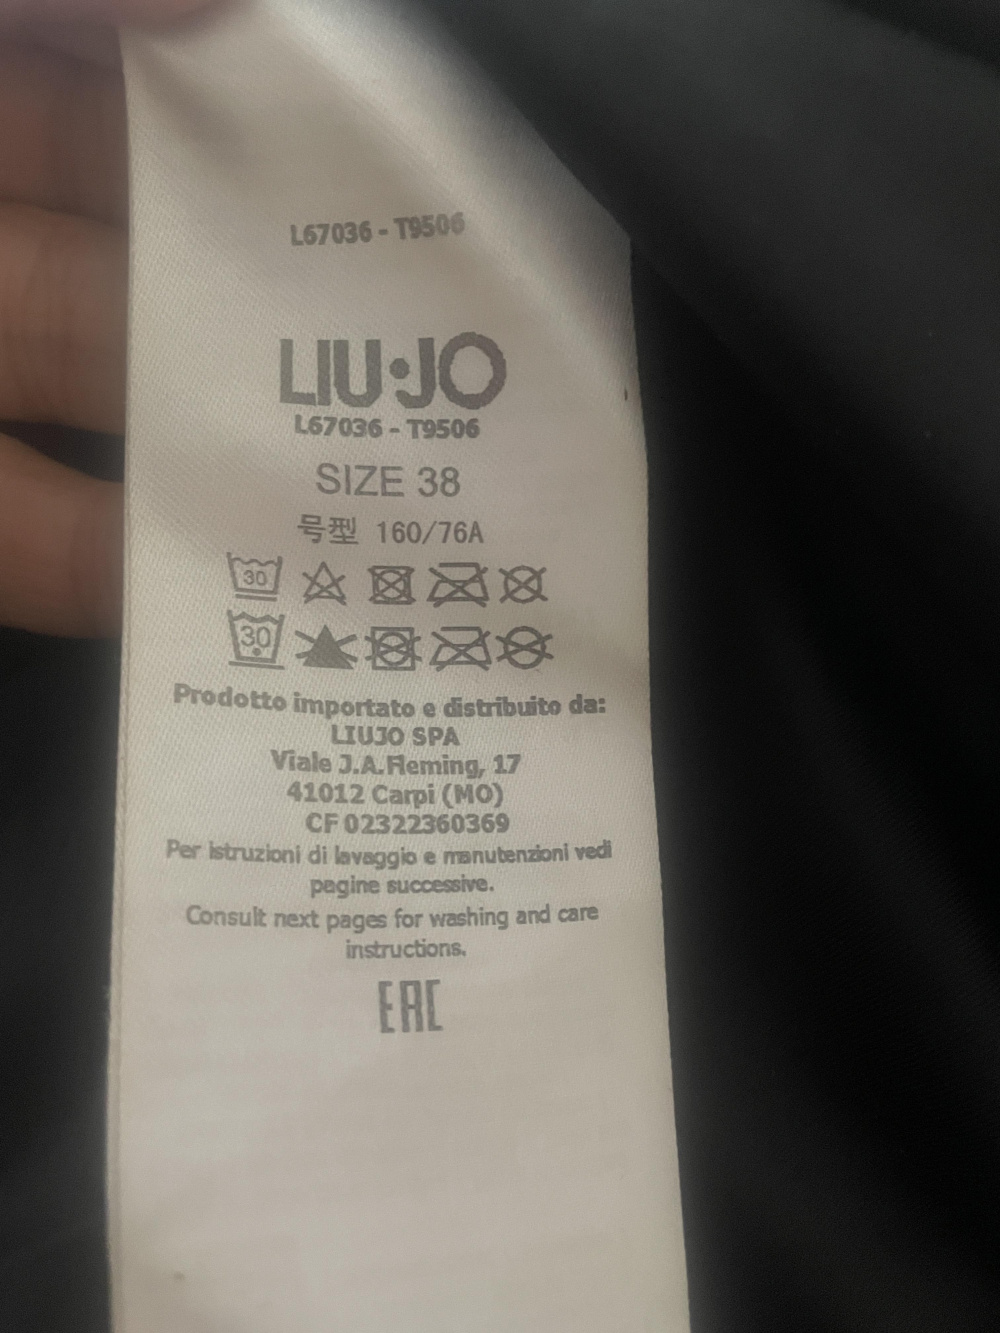 L67036 - T9506
LIU·JO
L67036 - T9506
SIZE 38
号型 160/76A
30
30
Prodotto importato e distribuito da:
LIUJO SPA
Viale J.A.Fleming, 17
41012 Carpi (MO)
CF 02322360369
Per istruzioni di lavaggio e manutenzioni vedi
pagine successive.
Consult next pages for washing and care
instructions.
EAC